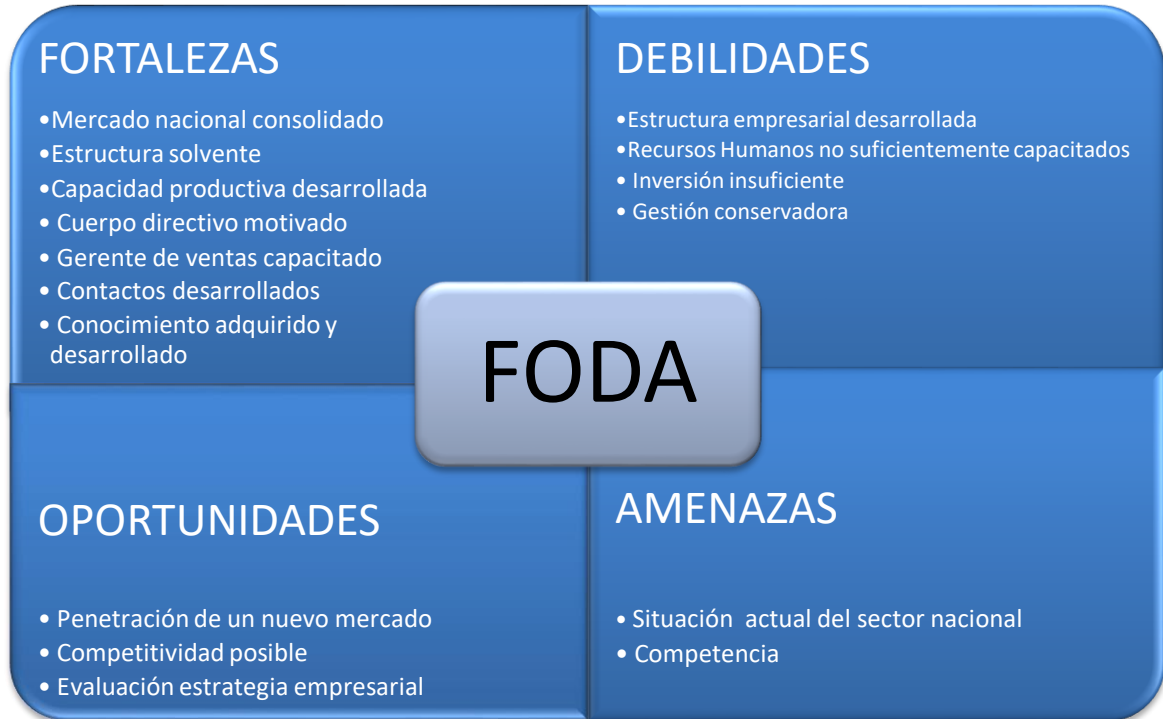 FORTALEZAS
•Mercado nacional consolidado
•Estructura solvente
•Capacidad productiva desarrollada
• Cuerpo directivo motivado
• Gerente de ventas capacitado
• Contactos desarrollados
• Conocimiento adquirido y
desarrollado
DEBILIDADES
•Estructura empresarial desarrollada
•Recursos Humanos no suficientemente capacitados
• Inversión insuficiente
• Gestión conservadora
FODA
OPORTUNIDADES
• Penetración de un nuevo mercado
• Competitividad posible
• Evaluación estrategia empresarial
AMENAZAS
• Situación actual del sector nacional
• Competencia